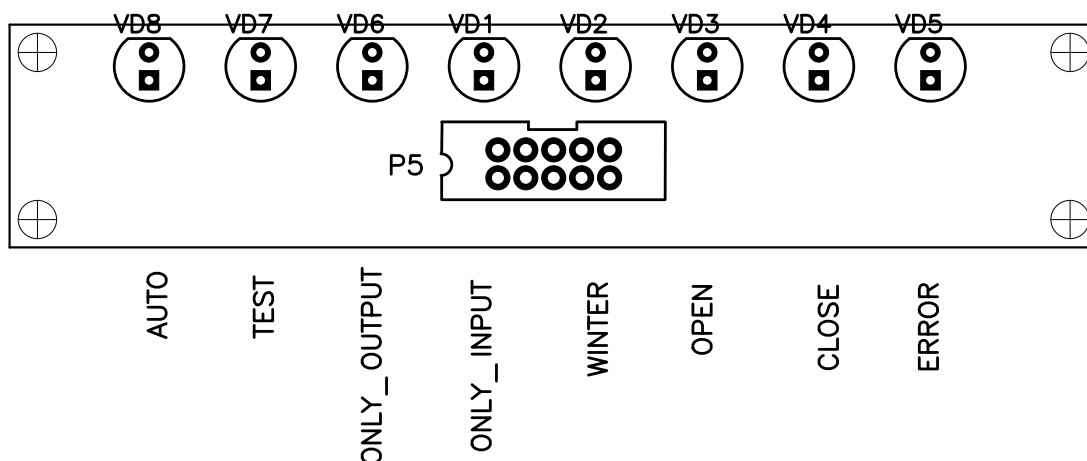 VD8 VD7 VD6 VD1 VD2 VD3 VD4 VD5
P5
AUTO
TEST
ONLY_OUTPUT
ONLY_INPUT
WINTER
OPEN
CLOSE
ERROR